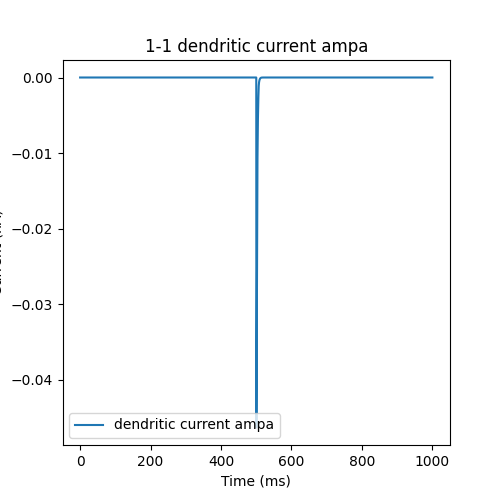 1-1 dendritic current ampa
0.00
−0.01
−0.02
−0.03
−0.04
dendritic current ampa
0 200 400 600 800 1000
Time (ms)